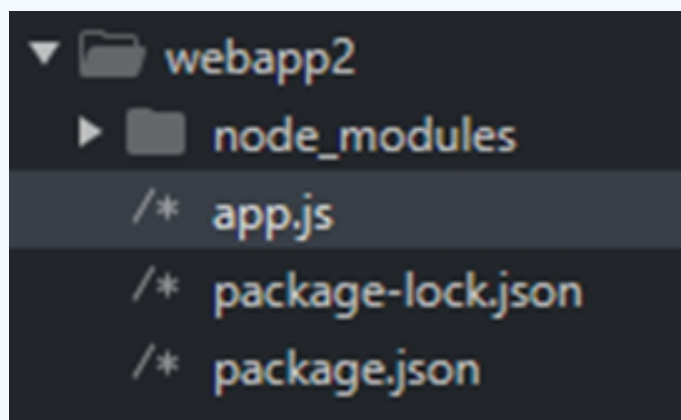 webapp2
node_modules
/* app.js
/* package-lock.json
/* package.json